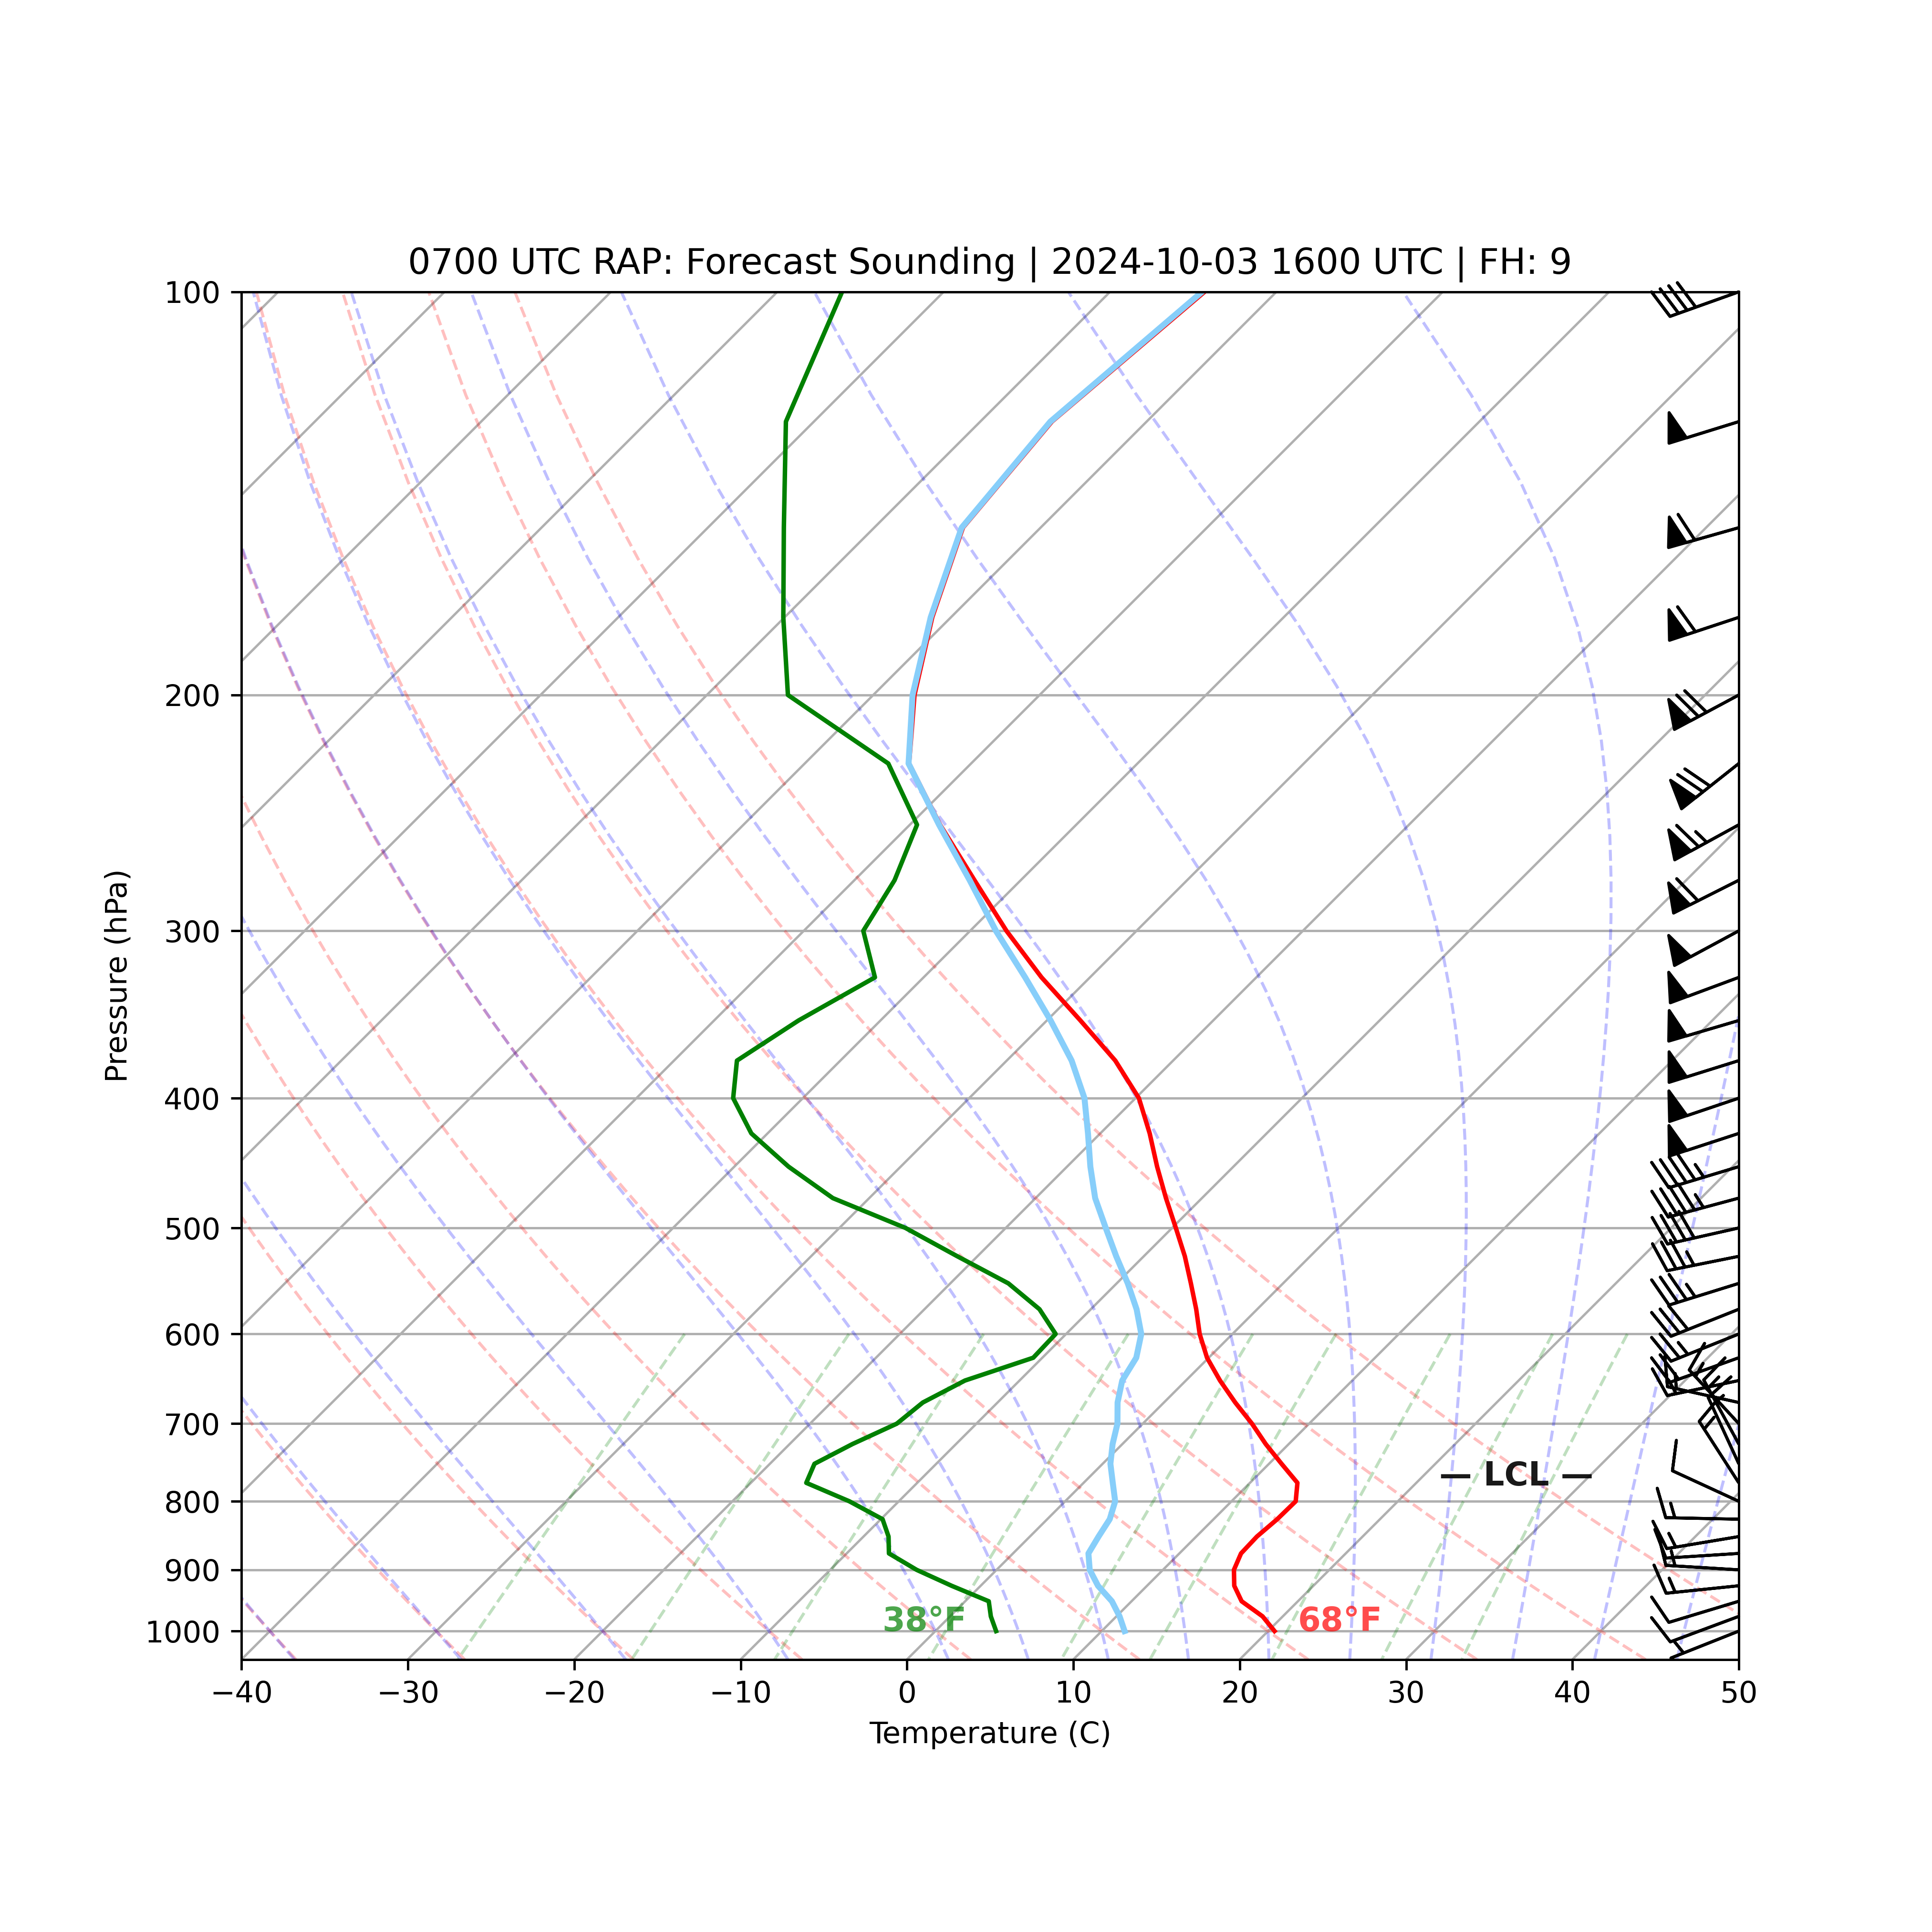 0700 UTC RAP: Forecast Sounding | 2024-10-03 1600 UTC | FH: 9
100
200
300
400
500
600
700
800
900
1000
Pressure (hPa)
— LCL —
38°F
68°F
−40 −30 −20 −10 0 10 20 30 40 50
Temperature (C)